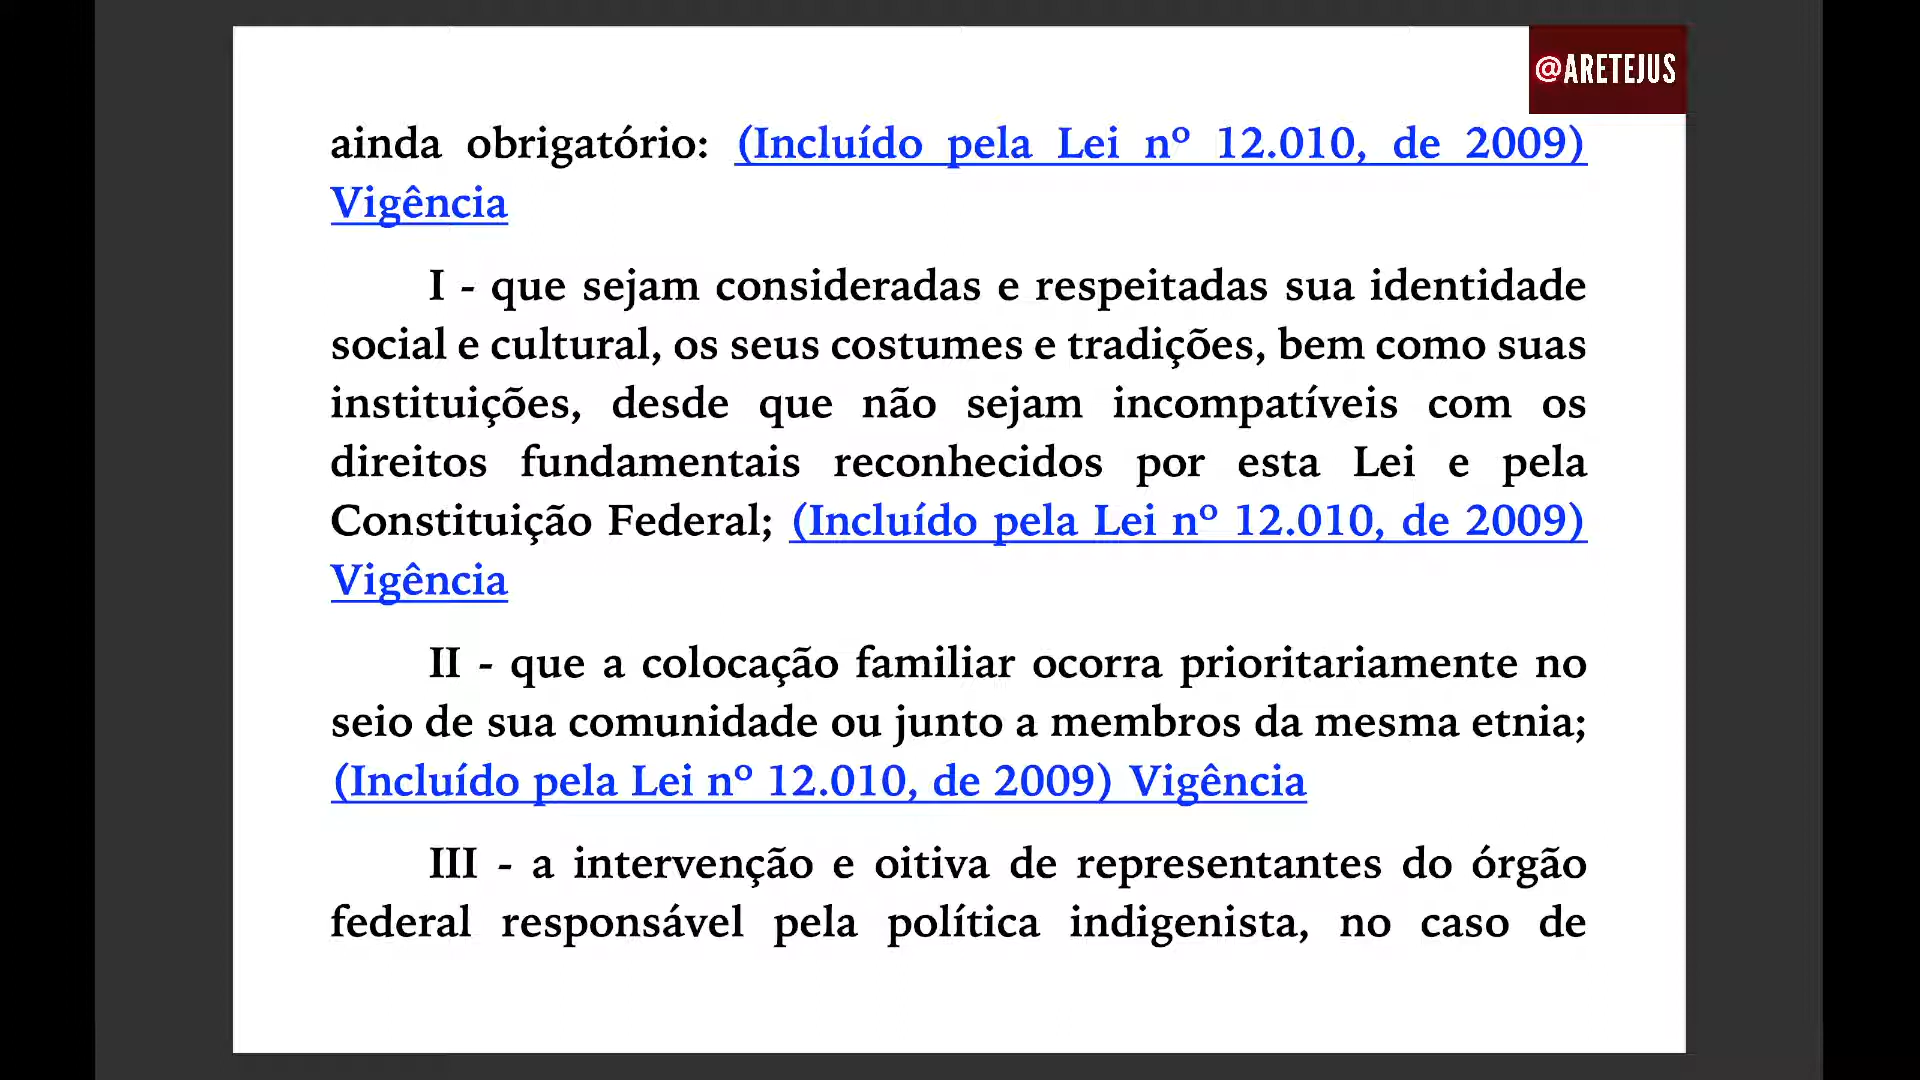 @ARETEJUS
ainda obrigatório: (Incluído pela Lei nº 12.010, de 2009)
Vigência
I - que sejam consideradas e respeitadas sua identidade
social e cultural, os seus costumes e tradições, bem como suas
instituições, desde que não sejam incompatíveis com os
direitos fundamentais reconhecidos por esta Lei e pela
Constituição Federal; (Incluído pela Lei nº 12.010, de 2009)
Vigência
II - que a colocação familiar ocorra prioritariamente no
seio de sua comunidade ou junto a membros da mesma etnia;
(Incluído pela Lei nº 12.010, de 2009) Vigência
III - a intervenção e oitiva de representantes do órgão
federal responsável pela política indigenista, no caso de